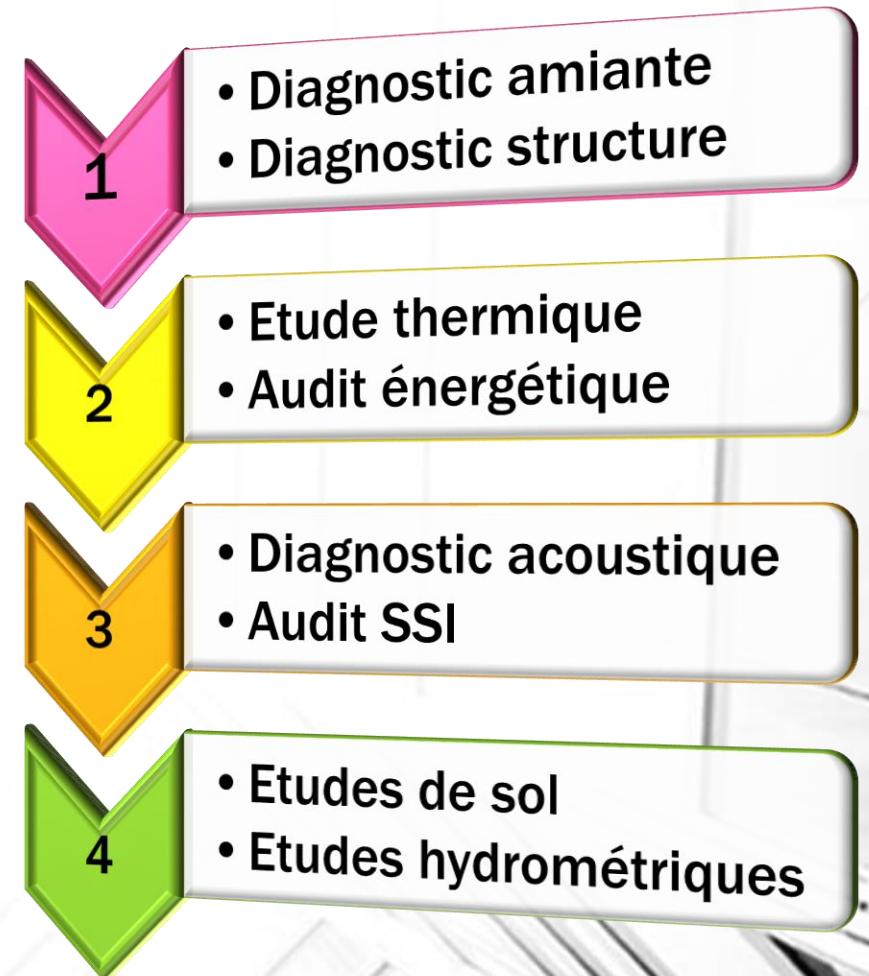 1
• Diagnostic amiante
• Diagnostic structure
2
• Etude thermique
• Audit énergétique
3
• Diagnostic acoustique
• Audit SSI
4
• Etudes de sol
• Etudes hydrométriques